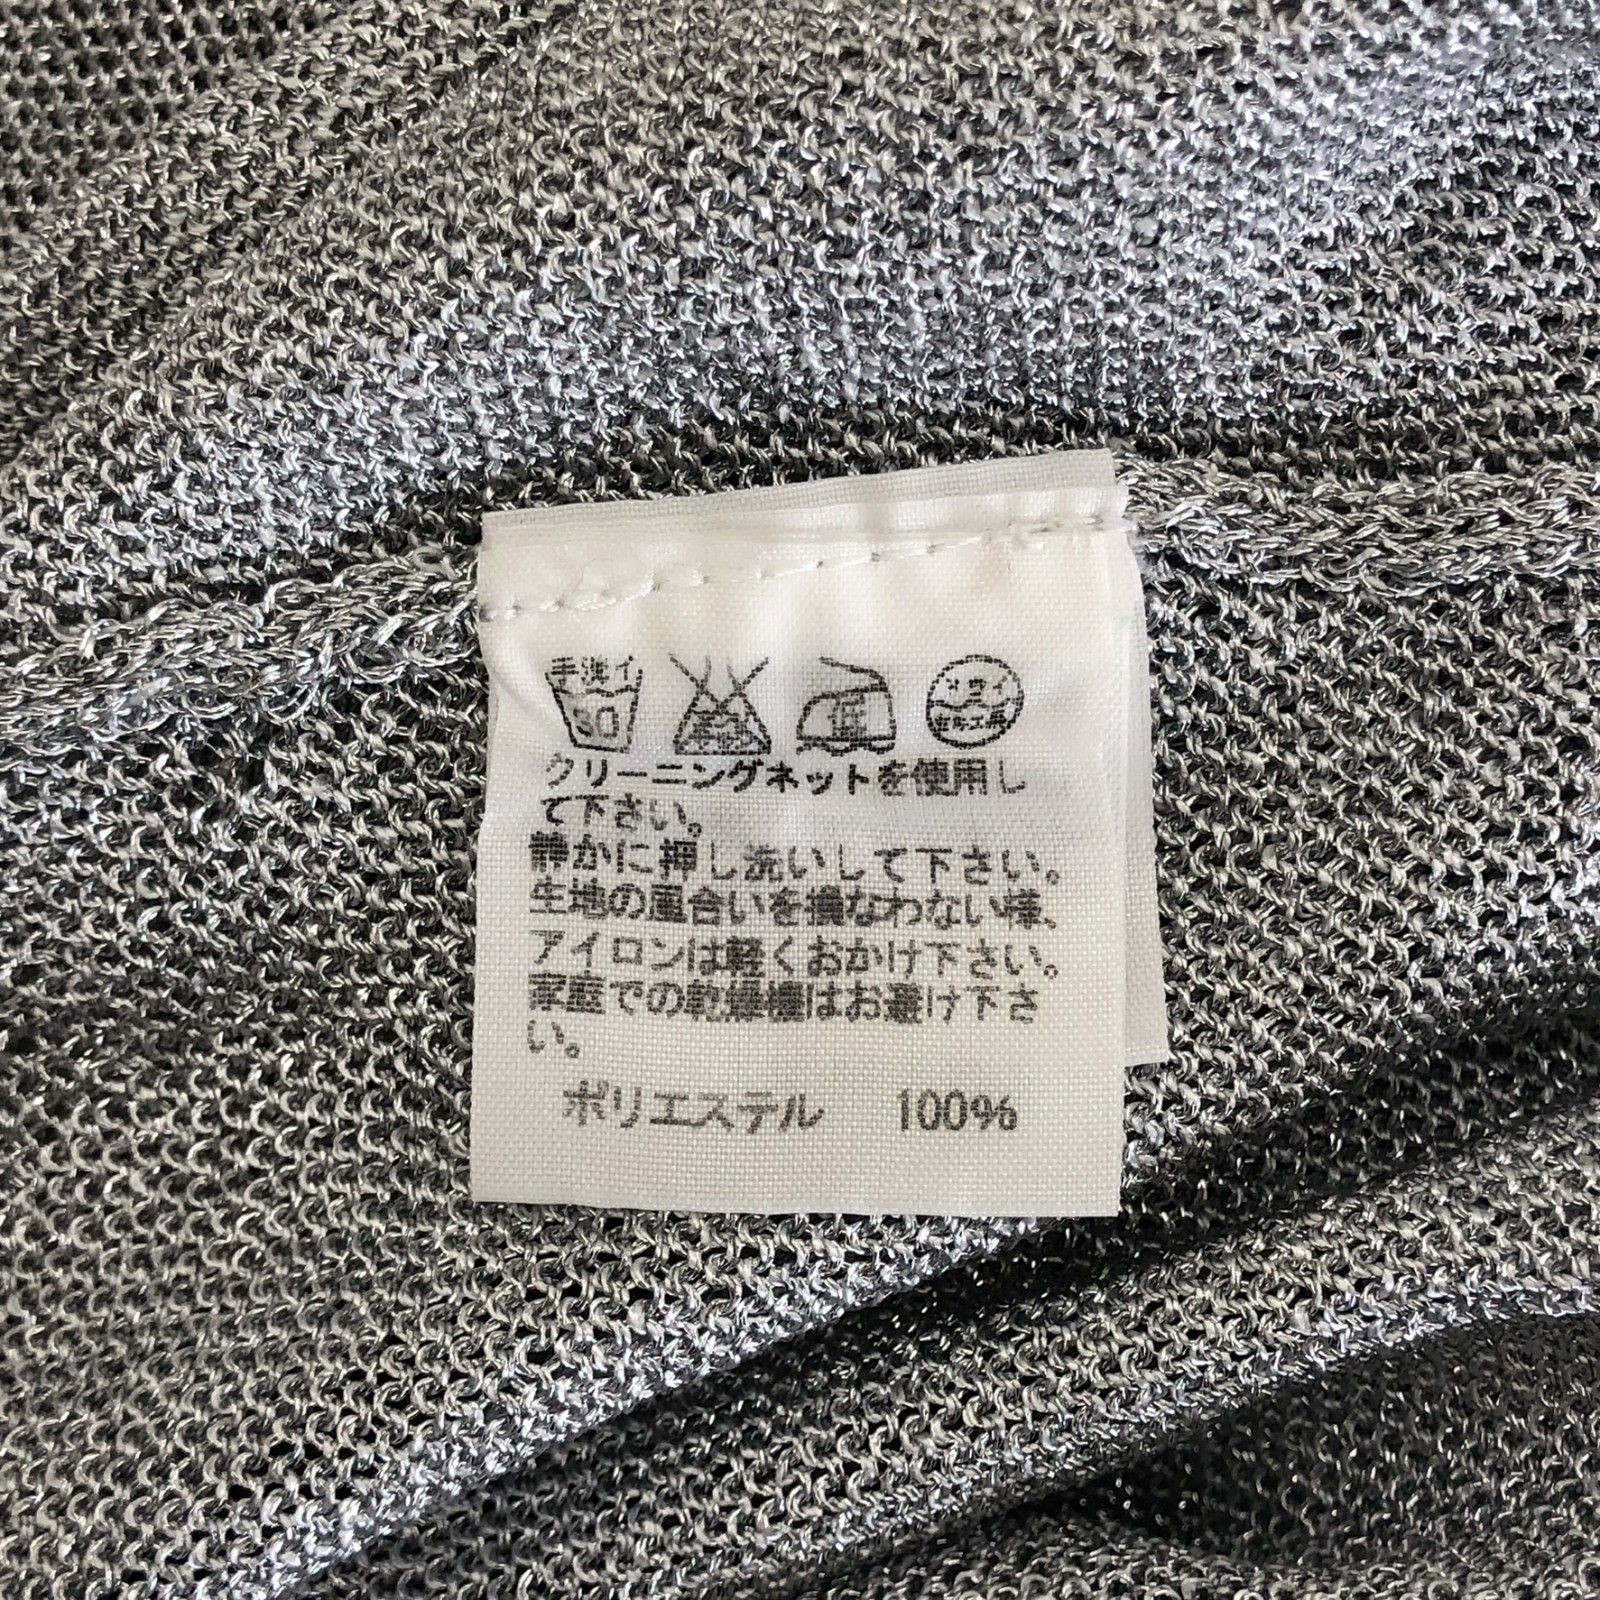 手洗イ
30
低
クリーニングネットを使用し
て下さい。
静かに押し洗いして下さい。
生地の風合いを損なわない様、
アイロンは軽くおかけ下さい。
家庭での乾燥機はお避け下さ
い。
ポリエステル 100%